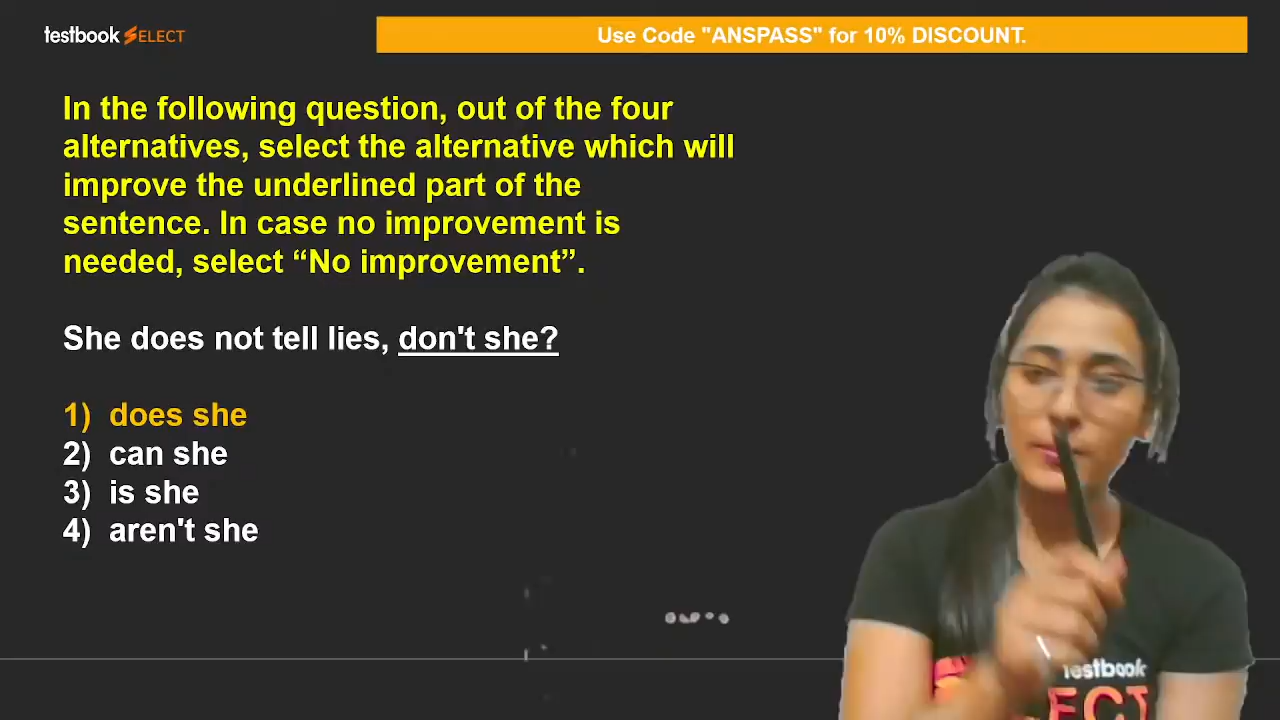 testbook SELECT
Use Code "ANSPASS" for 10% DISCOUNT.
In the following question, out of the four
alternatives, select the alternative which will
improve the underlined part of the
sentence. In case no improvement is
needed, select “No improvement”.
She does not tell lies, don't she?
1) does she
2) can she
3) is she
4) aren't she
testbook